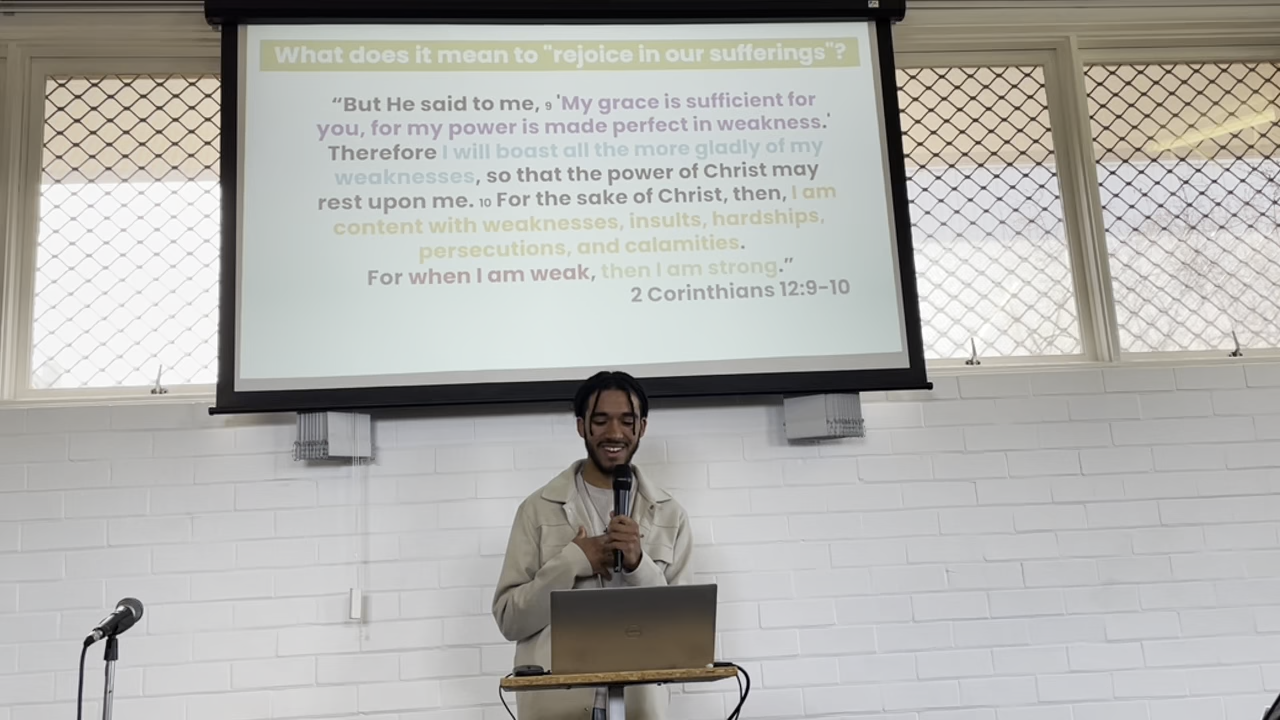 What does it mean to "rejoice in our sufferings"?
“But He said to me, 9 'My grace is sufficient for
you, for my power is made perfect in weakness.'
Therefore I will boast all the more gladly of my
weaknesses, so that the power of Christ may
rest upon me. 10 For the sake of Christ, then, I am
content with weaknesses, insults, hardships,
persecutions, and calamities.
For when I am weak, then I am strong.”
2 Corinthians 12:9-10